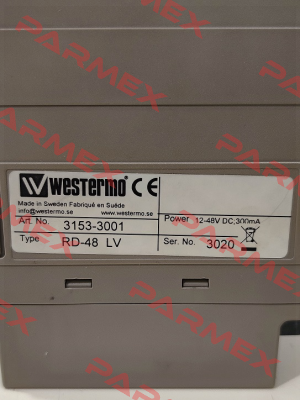 PARMEX
Westermo CE
Made in Sweden Fabriqué en Suède
info@westermo.se www.westermo.se
Art. No. 3153-3001
Type RD-48 LV
Power 12-48V DC,300mA
Ser. No. 3020
PARMEX
PARMEX
PARMEX